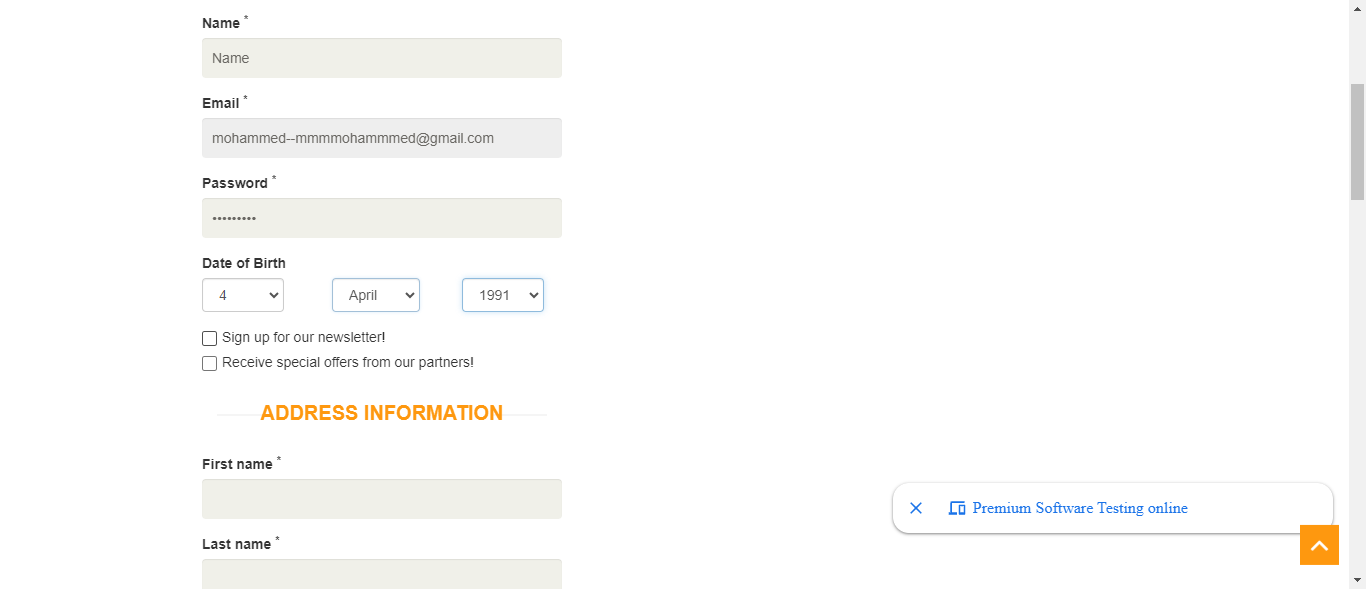 Name *
Name
Email *
mohammed--mmmmohammmed@gmail.com
Password *
•••••••••
Date of Birth
4 April 1991
Sign up for our newsletter!
Receive special offers from our partners!
ADDRESS INFORMATION
First name *
Premium Software Testing online
Last name *